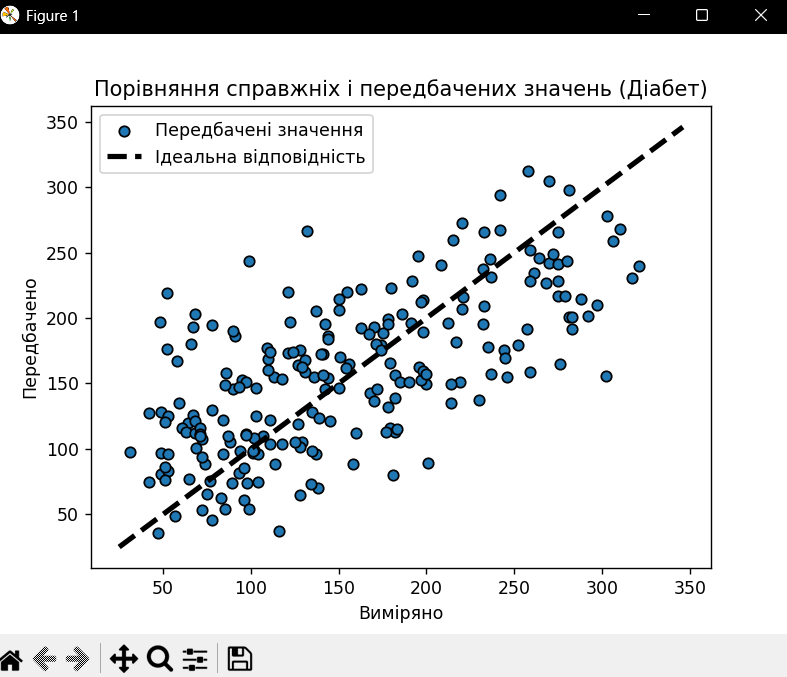 Figure 1
Порівняння справжніх і передбачених значень (Діабет)
Передбачені значення
Ідеальна відповідність
350
300
250
200
150
100
50
Передбачено
50 100 150 200 250 300 350
Виміряно